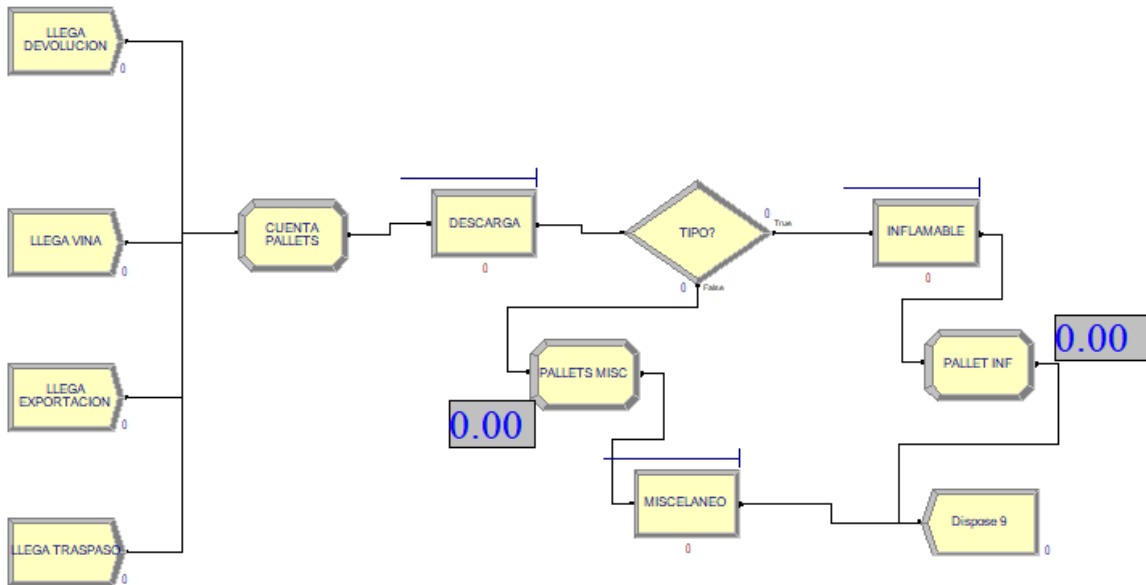 LLEGA
DEVOLUCION
0
LLEGA VINA
0
LLEGA
EXPORTACION
0
LLEGA TRASPASO
0
CUENTA
PALLETS
DESCARGA
0
TIPO?
0
True
0
False
INFLAMABLE
0
PALLETS MISC
0.00
PALLET INF
0.00
MISCELANEO
0
Dispose 9
0